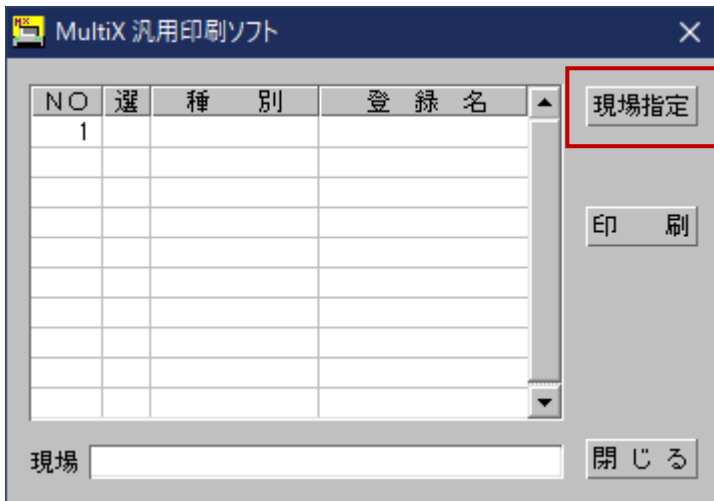 MultiX 汎用印刷ソフト
NO 選 種 別 登 録 名
1
現場指定
印 刷
現場
閉 じ る